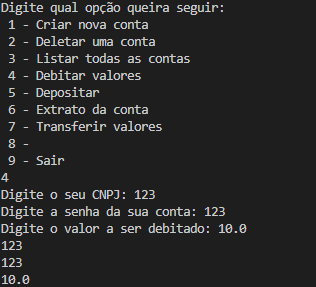 Digite qual opção queira seguir:
1 - Criar nova conta
2 - Deletar uma conta
3 - Listar todas as contas
4 - Debitar valores
5 - Depositar
6 - Extrato da conta
7 - Transferir valores
8 -
9 - Sair
4
Digite o seu CNPJ: 123
Digite a senha da sua conta: 123
Digite o valor a ser debitado: 10.0
123
123
10.0